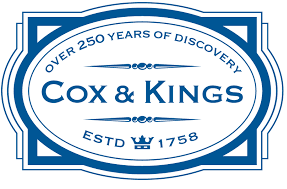 OVER 250 YEARS OF DISCOVERY
COX & KINGS
ESTD 1758